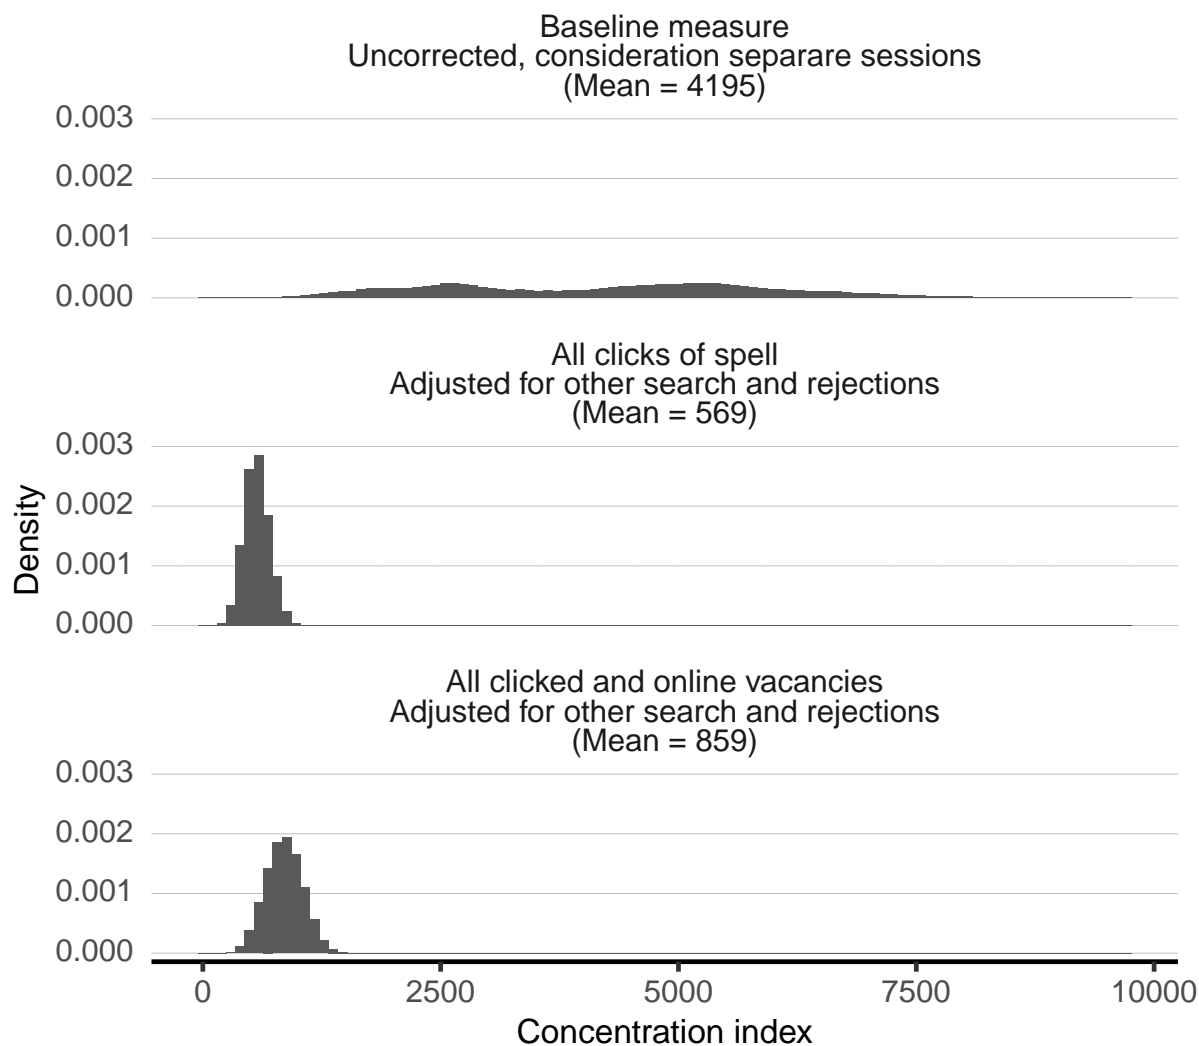 Baseline measure
Uncorrected, consideration separare sessions
(Mean = 4195)
0.003
0.002
0.001
0.000
All clicks of spell
Adjusted for other search and rejections
(Mean = 569)
0.003
0.002
0.001
0.000
Density
All clicked and online vacancies
Adjusted for other search and rejections
(Mean = 859)
0.003
0.002
0.001
0.000
0 2500 5000 7500 10000
Concentration index